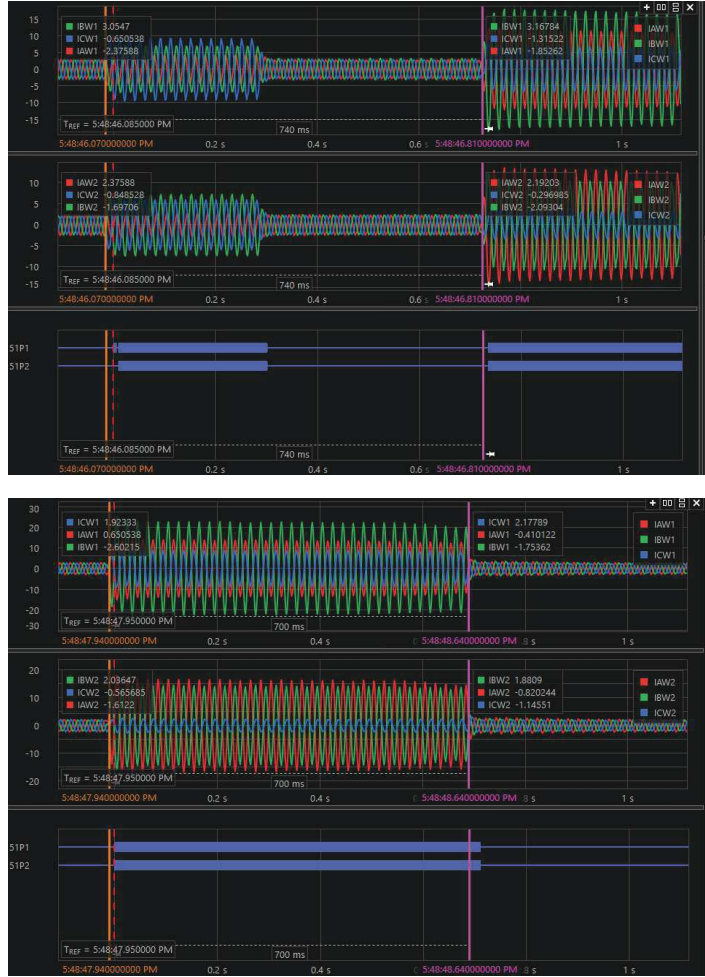 15
10
5
0
-5
-10
-15
IBW1 3.0547
ICW1 -0.650538
IAW1 -2.37588
IBW1 3.16784
ICW1 -1.31522
IAW1 -1.85262
IAW1
IBW1
ICW1
TREF = 5:48:46.085000 PM
740 ms
5:48:46.070000000 PM
0.2 s
0.4 s
0.6 s
5:48:46.810000000 PM
1 s
10
5
0
-5
-10
-15
IAW2 2.37588
ICW2 -0.848528
IBW2 -1.69706
IAW2 2.19203
ICW2 -0.296985
IBW2 -2.09304
IAW2
IBW2
ICW2
TREF = 5:48:46.085000 PM
740 ms
5:48:46.070000000 PM
0.2 s
0.4 s
0.6 s
5:48:46.810000000 PM
1 s
51P1
51P2
TREF = 5:48:46.085000 PM
740 ms
5:48:46.070000000 PM
0.2 s
0.4 s
0.6 s
5:48:46.810000000 PM
1 s
30
20
10
0
-10
-20
-30
ICW1 1.92333
IAW1 0.650538
IBW1 -2.60215
ICW1 2.17789
IAW1 -0.410122
IBW1 -1.75362
IAW1
IBW1
ICW1
TREF = 5:48:47.950000 PM
700 ms
5:48:47.940000000 PM
0.2 s
0.4 s
5:48:48.640000000 PM
.8 s
1 s
20
10
0
-10
-20
IBW2 2.03647
ICW2 -0.565685
IAW2 -1.6122
IBW2 1.8809
IAW2 -0.820244
ICW2 -1.14551
IAW2
IBW2
ICW2
TREF = 5:48:47.950000 PM
700 ms
5:48:47.940000000 PM
0.2 s
0.4 s
5:48:48.640000000 PM
.8 s
1 s
51P1
51P2
TREF = 5:48:47.950000 PM
700 ms
5:48:47.940000000 PM
0.2 s
0.4 s
5:48:48.640000000 PM
.8 s
1 s